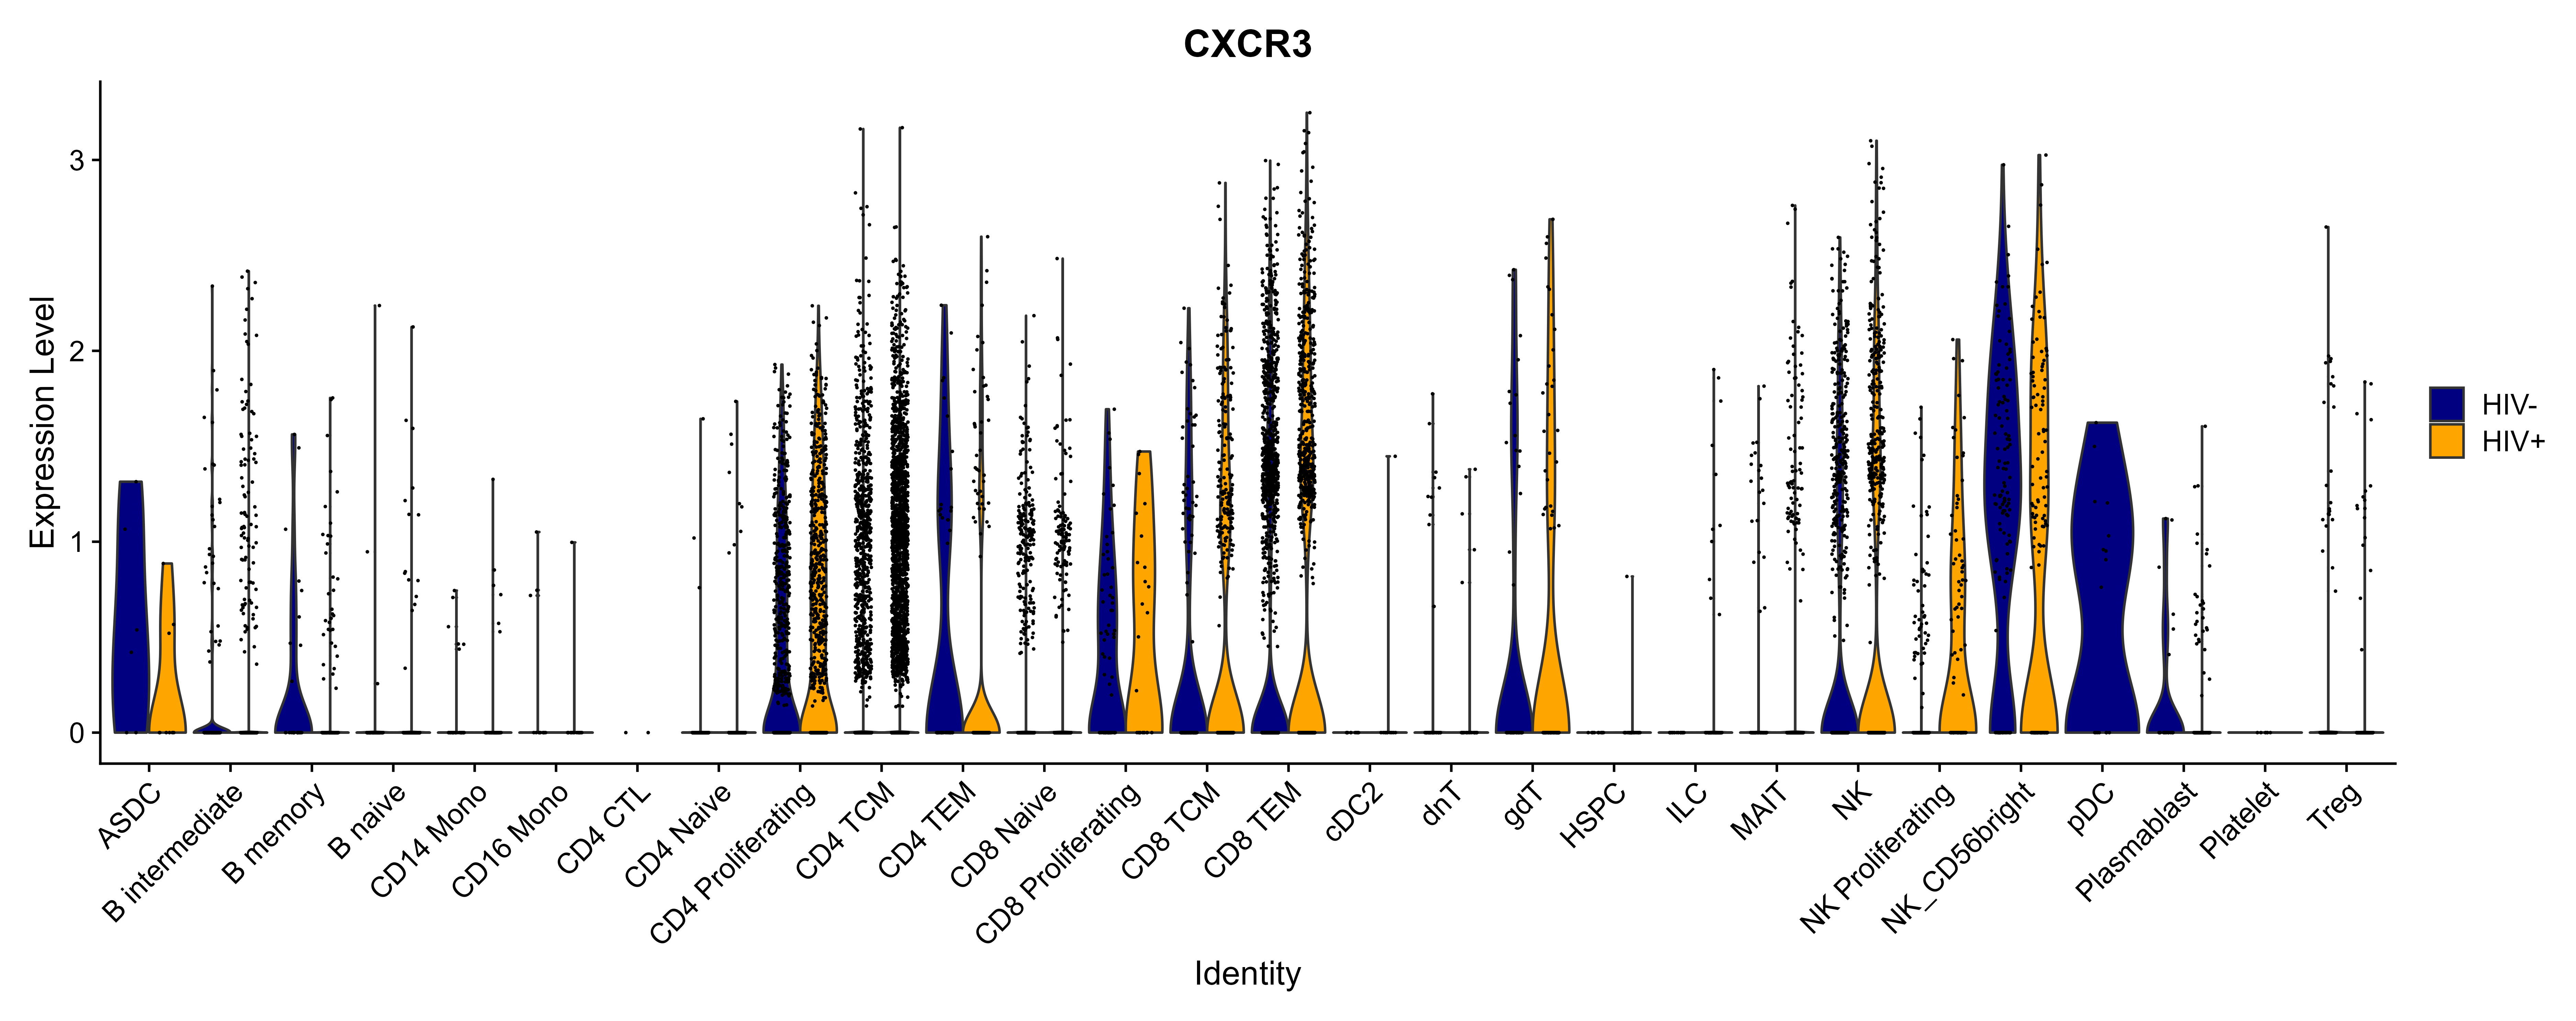 CXCR3
Expression Level
3
2
1
0
ASDC
B intermediate
B memory
B naive
CD14 Mono
CD16 Mono
CD4 CTL
CD4 Naive
CD4 Proliferating
CD4 TCM
CD4 TEM
CD8 Naive
CD8 Proliferating
CD8 TCM
CD8 TEM
cDC2
dnT
gdT
HSPC
ILC
MAIT
NK
NK Proliferating
NK_CD56bright
pDC
Plasmablast
Platelet
Treg
Identity
HIV-
HIV+